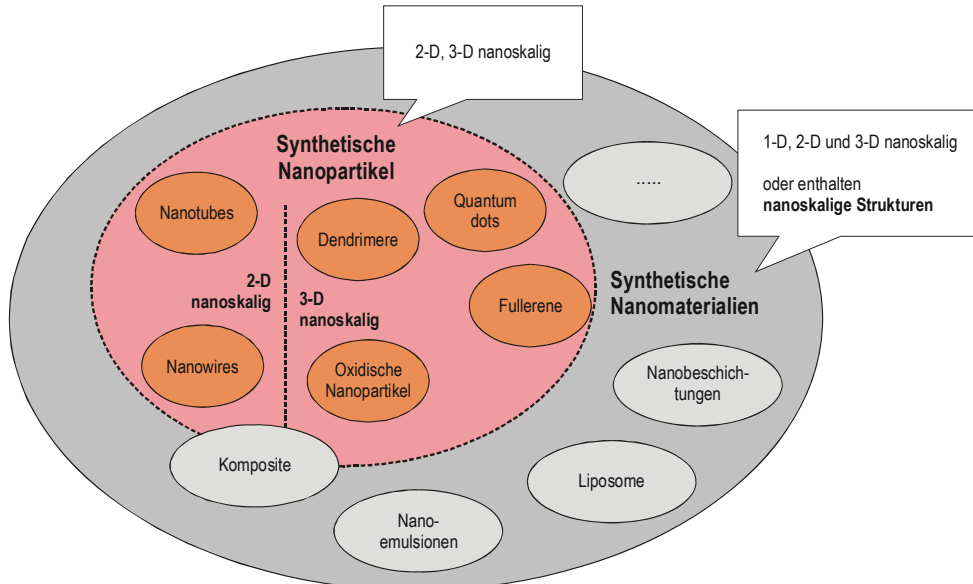 2-D, 3-D nanoskalig
1-D, 2-D und 3-D nanoskalig
oder enthalten
nanoskalige Strukturen
Synthetische
Nanopartikel
.....
Nanotubes
Quantum
dots
Dendrimere
2-D
nanoskalig
3-D
nanoskalig
Fullerene
Synthetische
Nanomaterialien
Nanowires
Oxidische
Nanopartikel
Nanobeschich-
tungen
Komposite
Liposome
Nano-
emulsionen